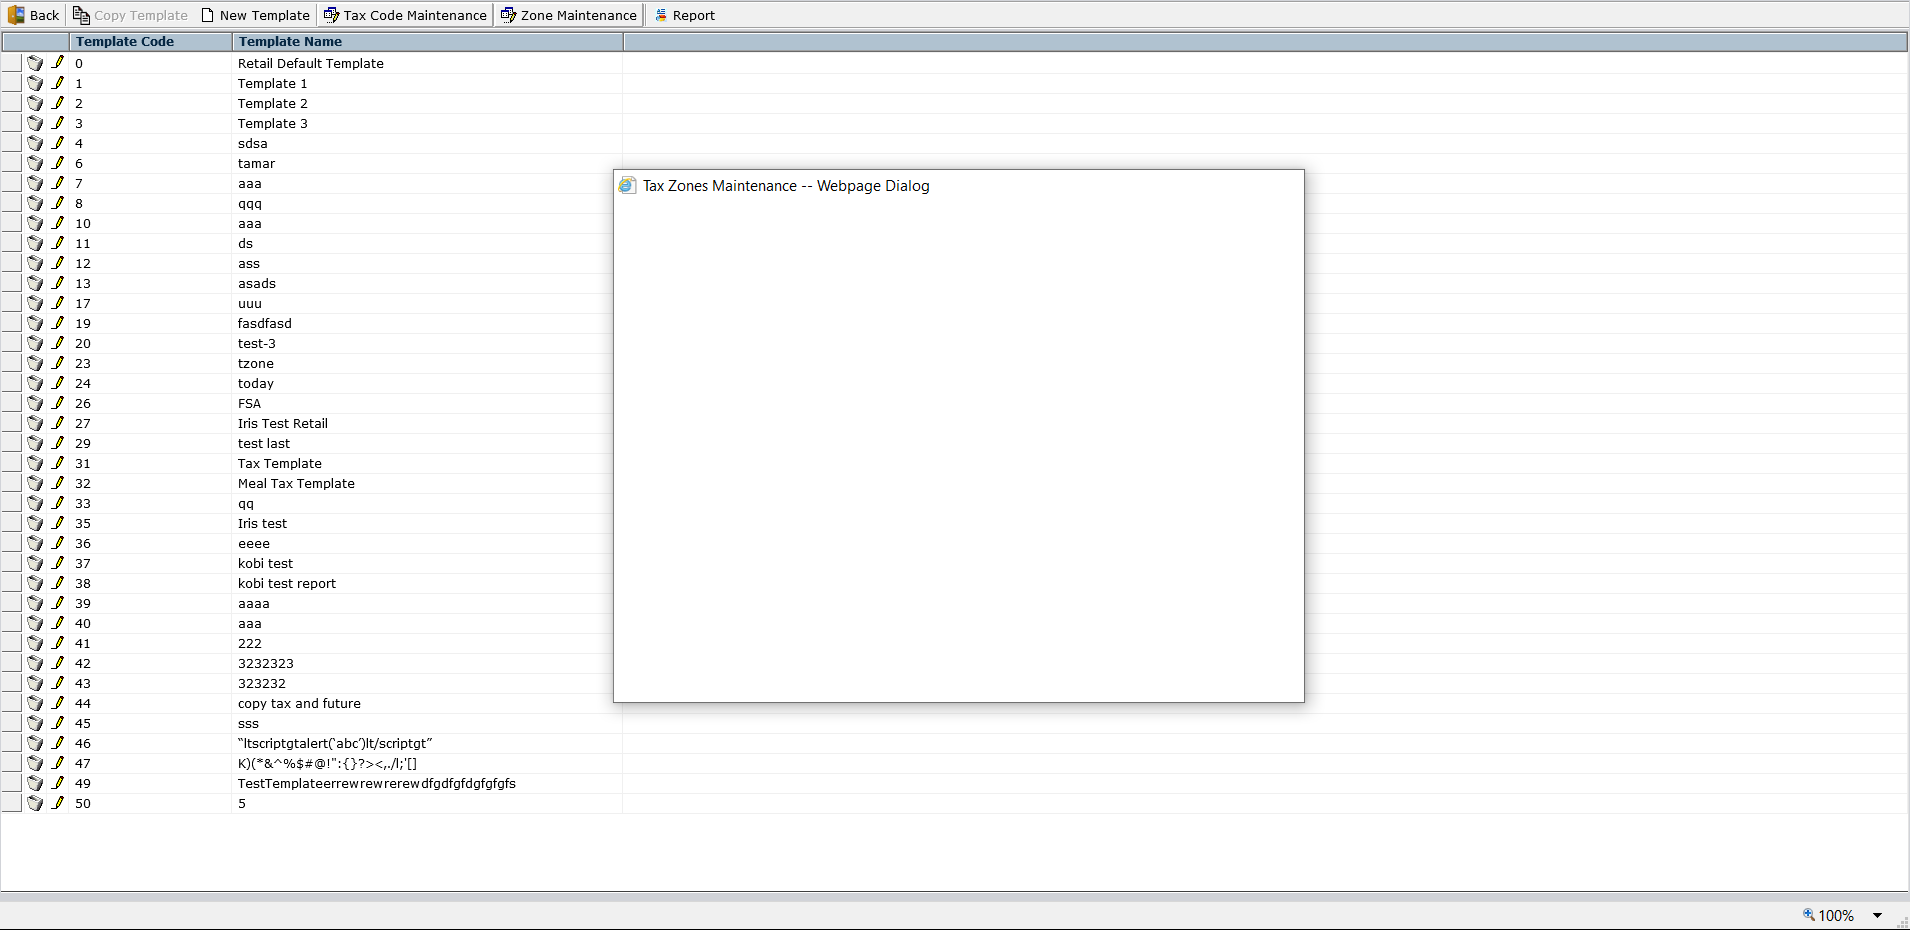 Back Copy Template New Template Tax Code Maintenance Zone Maintenance Report
Template Code Template Name
0 Retail Default Template
1 Template 1
2 Template 2
3 Template 3
4 sdsa
6 tamar
7 aaa
8 qqq
10 aaa
11 ds
12 ass
13 asads
17 uuu
19 fasdfasd
20 test-3
23 tzone
24 today
26 FSA
27 Iris Test Retail
29 test last
31 Tax Template
32 Meal Tax Template
33 qq
35 Iris test
36 eeee
37 kobi test
38 kobi test report
39 aaaa
40 aaa
41 222
42 3232323
43 323232
44 copy tax and future
45 sss
46 “ltscriptgtalert(‘abc’)lt/scriptgt”
47 K)(*&^%$#@!":{}?><,./l;'[]
49 TestTemplateerrewrewrerewdfgdfgfdgfgfgfs
50 5
Tax Zones Maintenance -- Webpage Dialog
100%